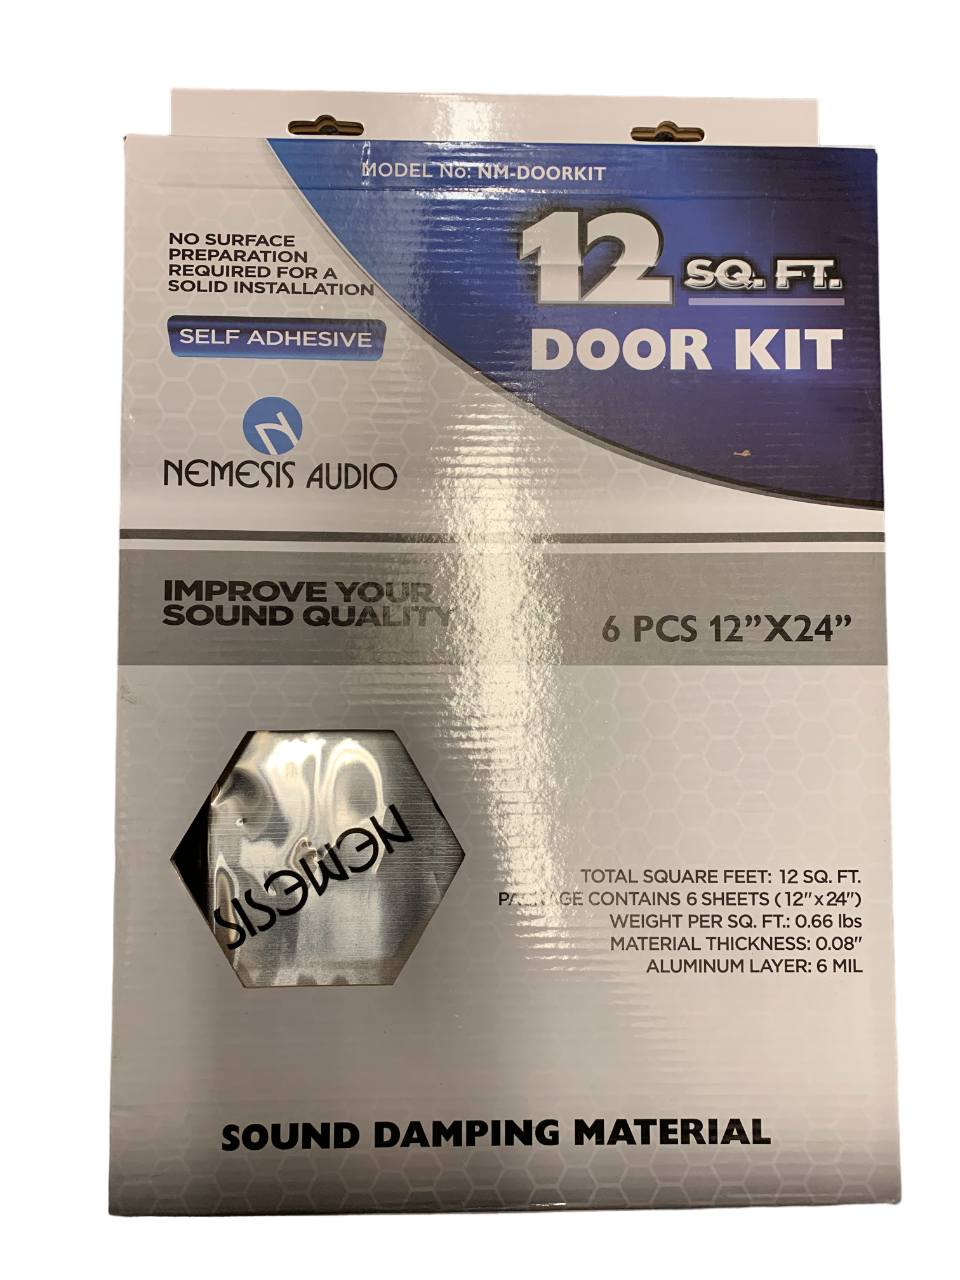 MODEL No: NM-DOORKIT
12 SQ. FT.
DOOR KIT
NO SURFACE
PREPARATION
REQUIRED FOR A
SOLID INSTALLATION
SELF ADHESIVE
N
NEMESIS AUDIO
IMPROVE YOUR
SOUND QUALITY
6 PCS 12”X24”
NEMESIS
TOTAL SQUARE FEET: 12 SQ. FT.
PACKAGE CONTAINS 6 SHEETS (12"x24")
WEIGHT PER SQ. FT.: 0.66 lbs
MATERIAL THICKNESS: 0.08"
ALUMINUM LAYER: 6 MIL
SOUND DAMPING MATERIAL